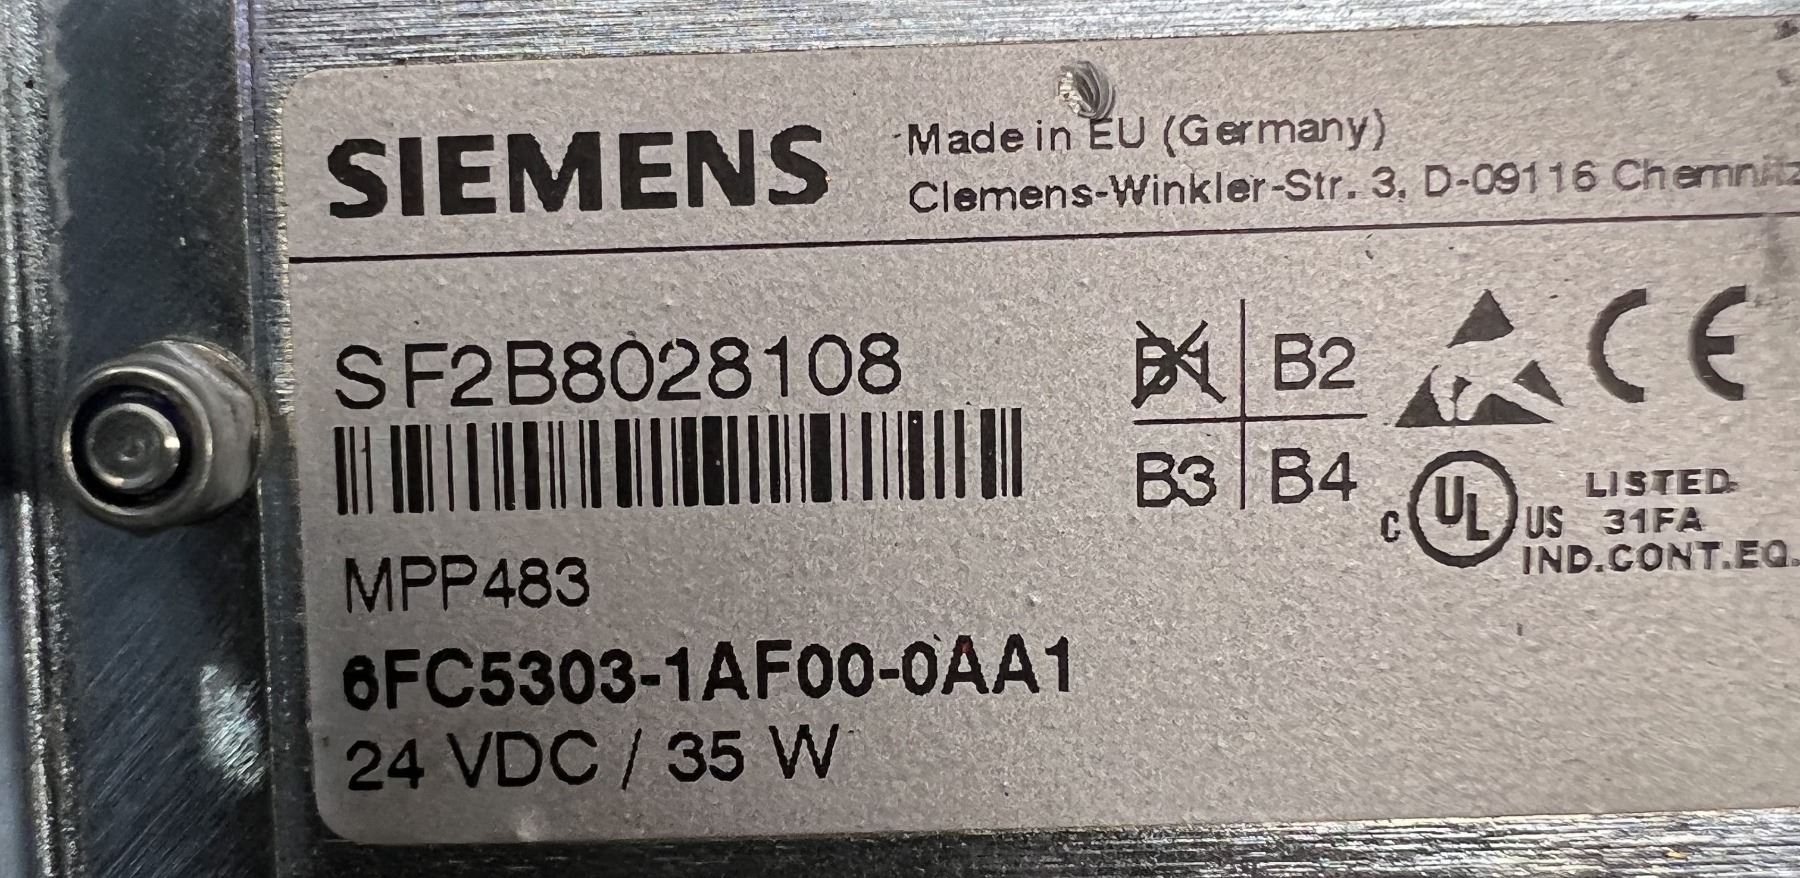 SIEMENS
Made in EU (Germany)
Clemens-Winkler-Str. 3, D-09116 Chemnitz
SF2B8028108
B1 B2
B3 B4
CE
C UL US LISTED
31FA
IND.CONT.EQ.
MPP483
6FC5303-1AF00-0AA1
24 VDC / 35 W